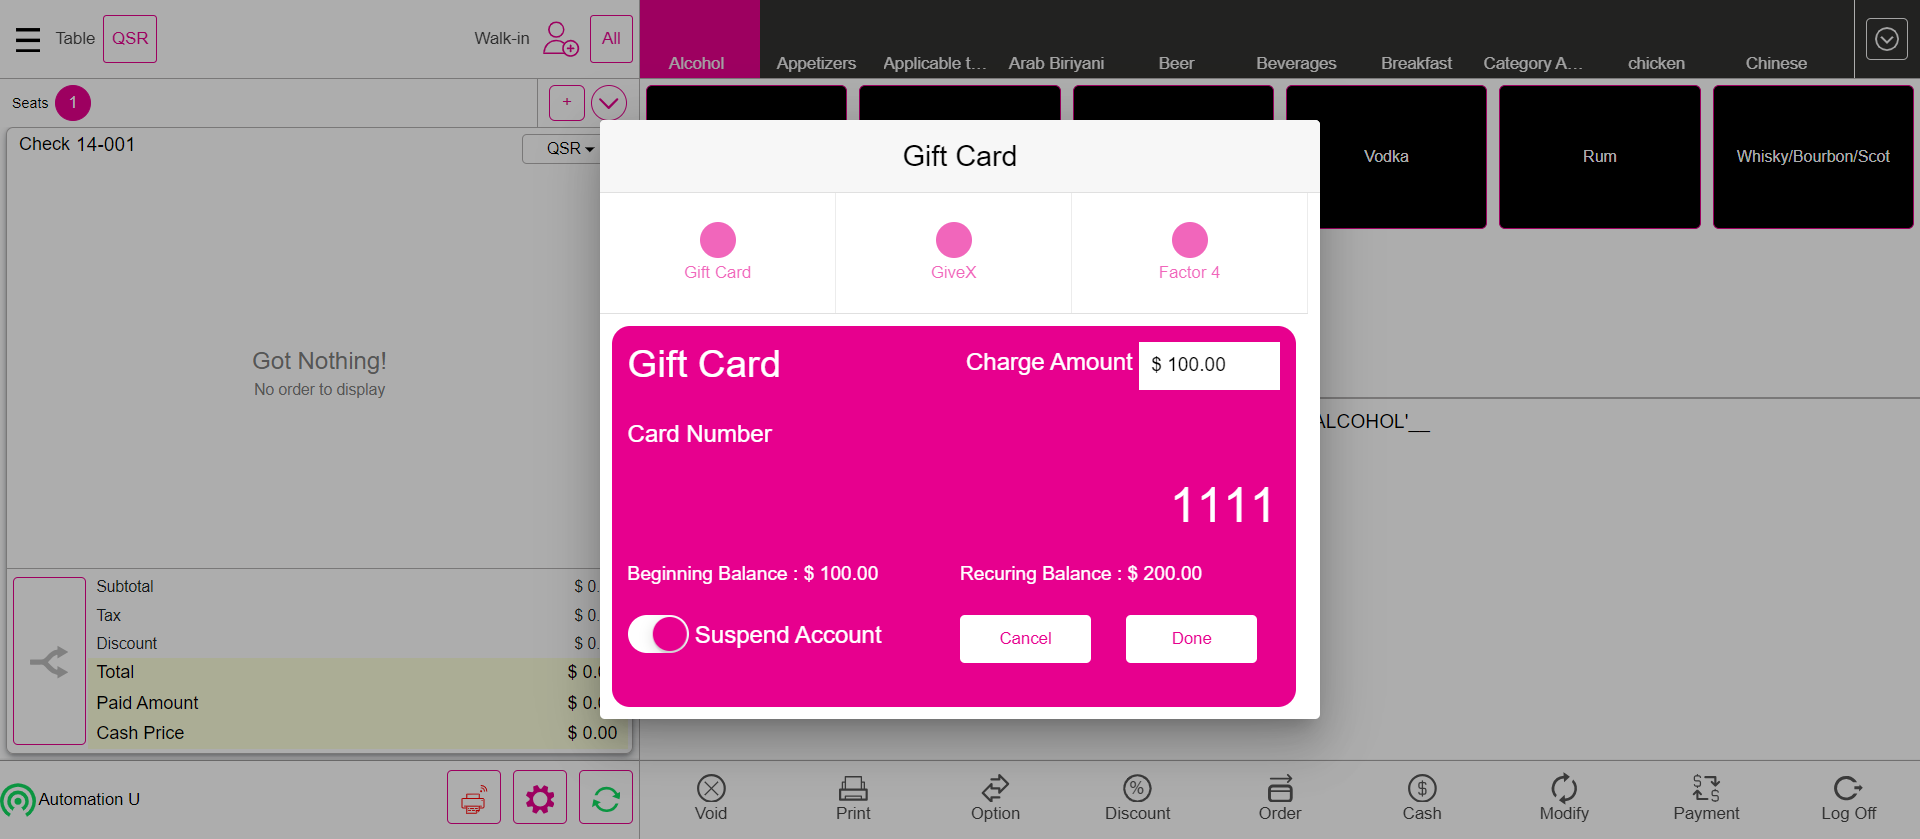 Table
QSR
Walk-in
All
Alcohol
Appetizers
Applicable t...
Arab Biriyani
Beer
Beverages
Breakfast
Category A...
chicken
Chinese
Seats
1
+
Check 14-001
QSR
Got Nothing!
No order to display
Subtotal
$ 0.
Tax
$ 0.
Discount
$ 0.
Total
$ 0.
Paid Amount
$ 0.
Cash Price
$ 0.00
Vodka
Rum
Whisky/Bourbon/Scot
ALCOHOL'__
Gift Card
Gift Card
GiveX
Factor 4
Gift Card
Charge Amount
$ 100.00
Card Number
1111
Beginning Balance : $ 100.00
Recuring Balance : $ 200.00
Suspend Account
Cancel
Done
Automation U
Void
Print
Option
Discount
Order
Cash
Modify
Payment
Log Off